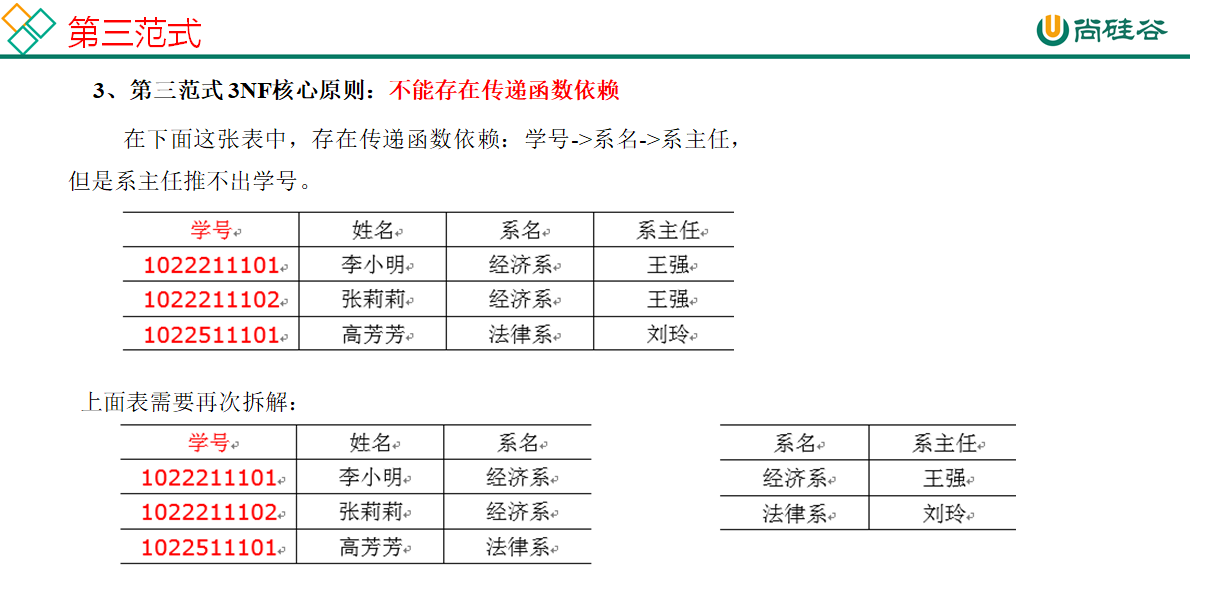 第三范式
尚硅谷
3、第三范式 3NF核心原则：不能存在传递函数依赖
在下面这张表中，存在传递函数依赖：学号->系名->系主任，
但是系主任推不出学号。
学号 姓名 系名 系主任
1022211101 李小明 经济系 王强
1022211102 张莉莉 经济系 王强
1022511101 高芳芳 法律系 刘玲
上面表需要再次拆解：
学号 姓名 系名
1022211101 李小明 经济系
1022211102 张莉莉 经济系
1022511101 高芳芳 法律系
系名 系主任
经济系 王强
法律系 刘玲